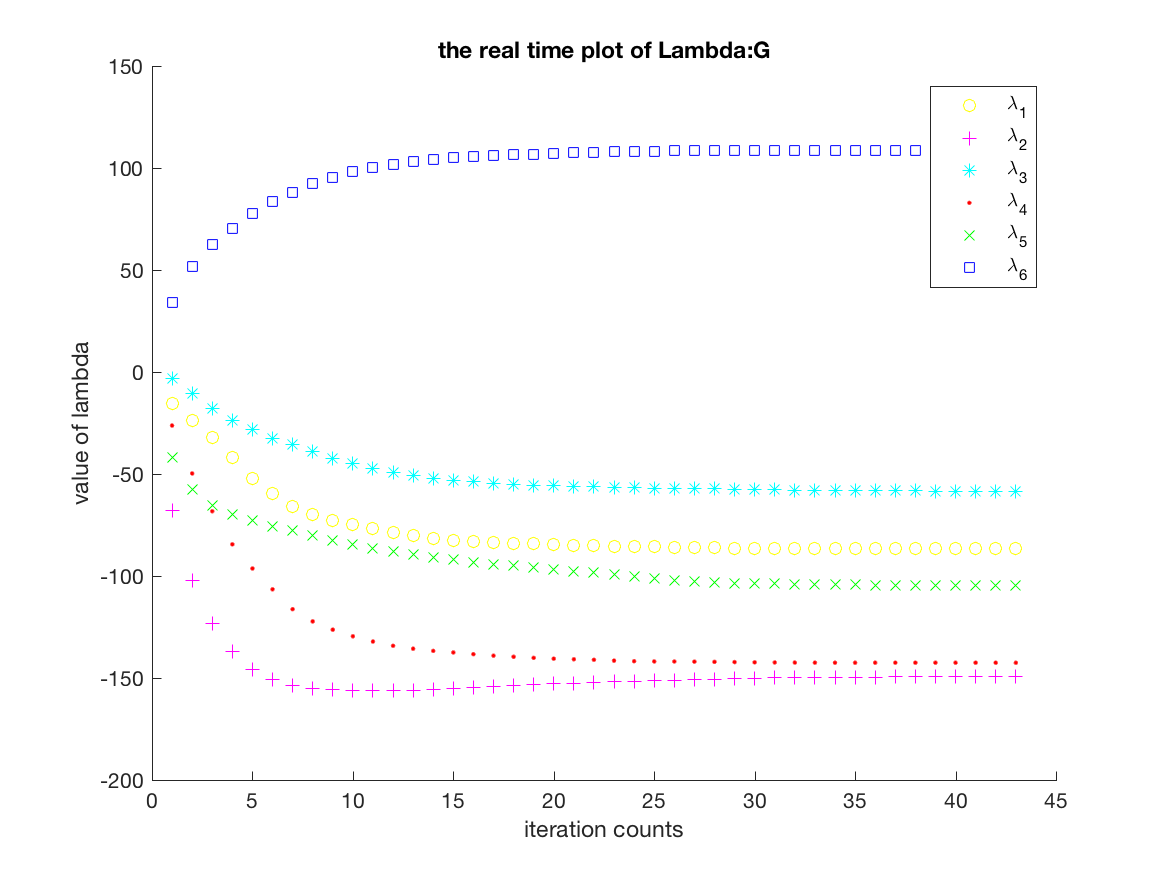 the real time plot of Lambda:G
150
100
50
0
-50
-100
-150
-200
value of lambda
λ1
λ2
λ3
λ4
λ5
λ6
0 5 10 15 20 25 30 35 40 45
iteration counts